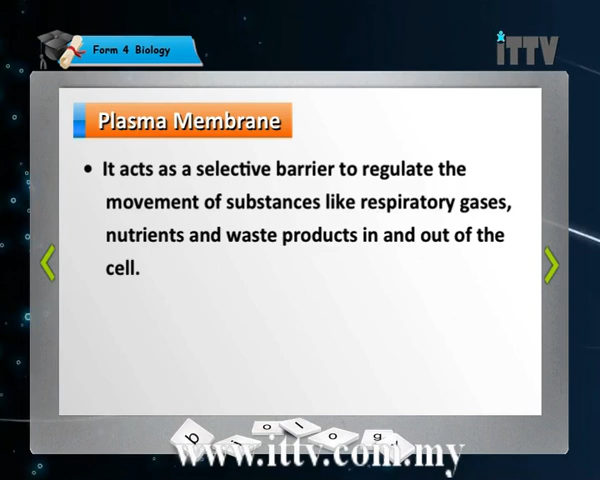 Form 4 Biology
iTTV
Plasma Membrane
• It acts as a selective barrier to regulate the
movement of substances like respiratory gases,
nutrients and waste products in and out of the
cell.
b i o l o g y
www.ittv.com.my